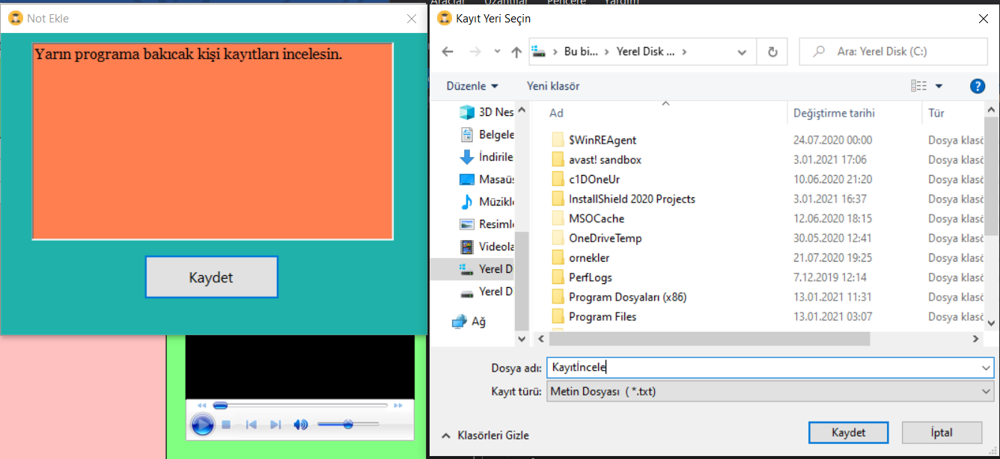 Araçlar Uzantılar Pencere Yardım
Not Ekle
Yarın programa bakıcak kişi kayıtları incelesin.
Kaydet
Kayıt Yeri Seçin
Bu bi... Yerel Disk ...
Ara: Yerel Disk (C:)
Düzenle Yeni klasör
3D Nes
Belgele
İndirile
Masaüs
Müzikle
Resimle
Videola
Yerel D
Yerel D
Ağ
Ad Değiştirme tarihi Tür
$WinREAgent 24.07.2020 00:00 Dosya klasö
avast! sandbox 3.01.2021 17:06 Dosya klasö
c1DOneUr 10.06.2020 21:20 Dosya klasö
InstallShield 2020 Projects 3.01.2021 16:37 Dosya klasö
MSOCache 12.06.2020 18:15 Dosya klasö
OneDriveTemp 30.05.2020 12:41 Dosya klasö
ornekler 21.07.2020 19:25 Dosya klasö
PerfLogs 7.12.2019 12:14 Dosya klasö
Program Dosyaları (x86) 13.01.2021 11:31 Dosya klasö
Program Files 13.01.2021 03:07 Dosya klasö
Dosya adı: Kayıtİncele
Kayıt türü: Metin Dosyası ( *.txt)
Klasörleri Gizle
Kaydet İptal